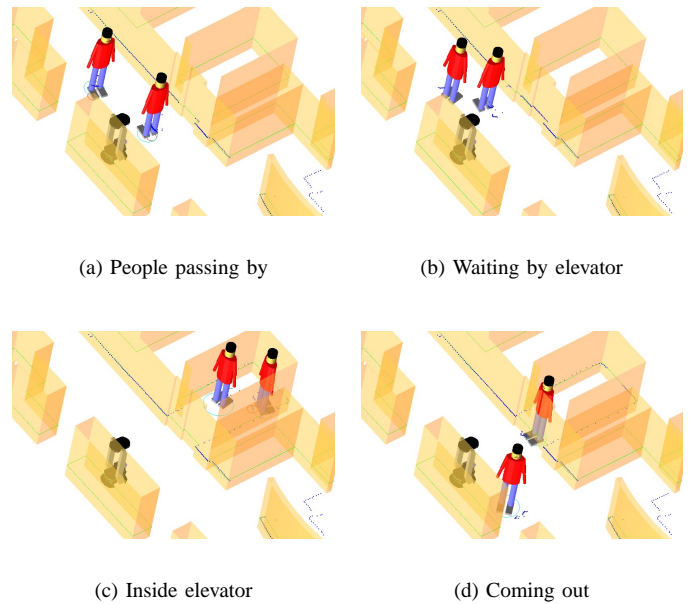 (a) People passing by
(b) Waiting by elevator
(c) Inside elevator
(d) Coming out